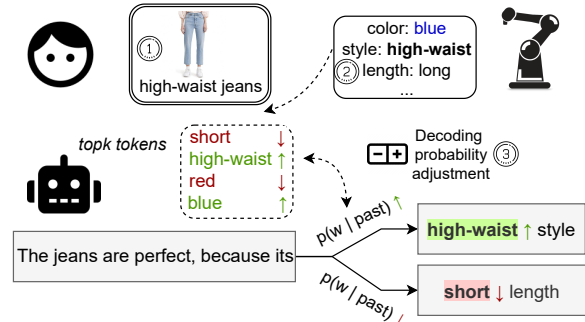 1
high-waist jeans
color: blue
style: high-waist
2 length: long
...
topk tokens
short ↓
high-waist ↑
red ↓
blue ↑
Decoding
probability 3
adjustment
The jeans are perfect, because its
p(w | past) ↑
high-waist ↑ style
p(w | past) ↓
short ↓ length